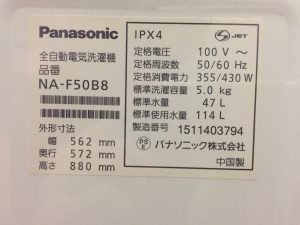 Panasonic
全自動電気洗濯機
品番
NA-F50B8
外形寸法
幅 562 mm
奥行 572 mm
高さ 880 mm
IPX4
S JET
定格電圧 100 V ～
定格周波数 50/60 Hz
定格消費電力 355/430 W
標準洗濯容量 5.0 kg
標準水量 47 L
標準使用水量 114 L
製造番号 1511403794
PS E パナソニック株式会社
中国製